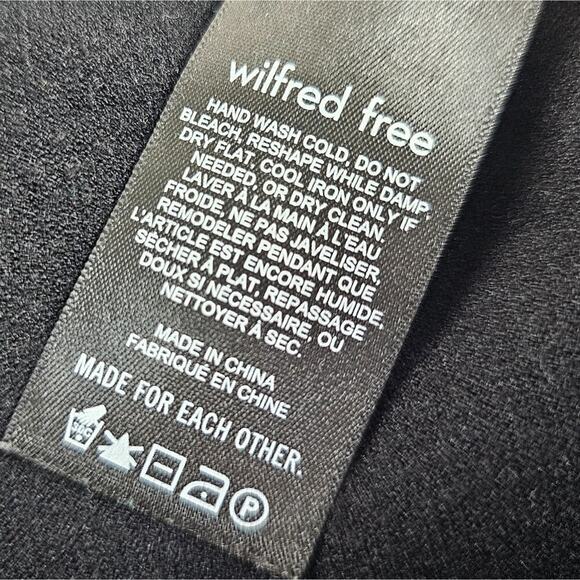 wilfred free
HAND WASH COLD, DO NOT
BLEACH, RESHAPE WHILE DAMP.
DRY FLAT. COOL IRON ONLY IF
NEEDED, OR DRY CLEAN.
LAVER À LA MAIN À L'EAU
FROIDE, NE PAS JAVELISER,
REMODELER PENDANT QUE
L'ARTICLE EST ENCORE HUMIDE.
SÉCHER À PLAT. REPASSAGE
DOUX SI NÉCESSAIRE, OU
NETTOYER À SEC.
MADE IN CHINA
FABRIQUÉ EN CHINE
MADE FOR EACH OTHER.
30C P